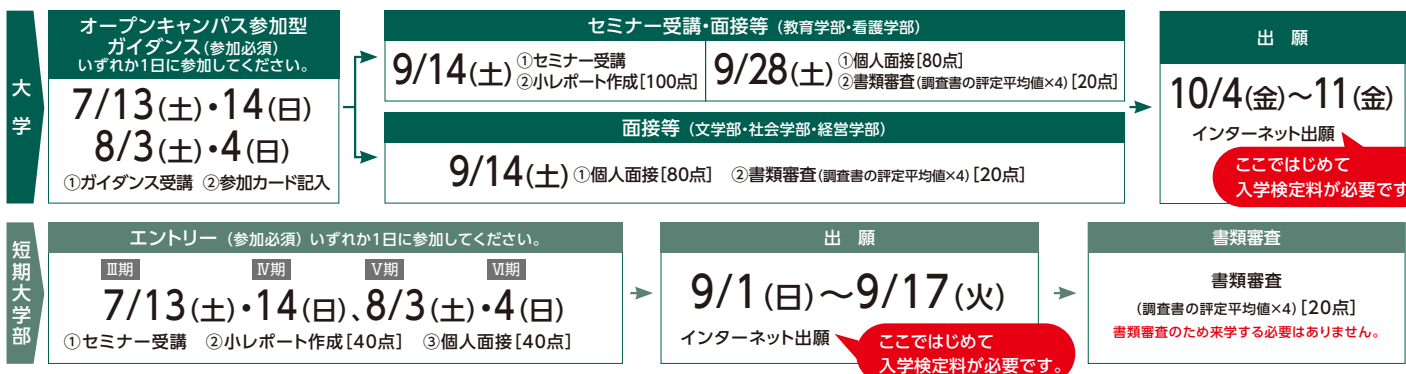 大学
オープンキャンパス参加型
ガイダンス(参加必須)
いずれか1日に参加してください。
7/13(土)・14(日)
8/3(土)・4(日)
①ガイダンス受講 ②参加カード記入
セミナー受講・面接等(教育学部・看護学部)
9/14(土)①セミナー受講
②小レポート作成[100点]
9/28(土)①個人面接[80点]
②書類審査(調査書の評定平均値×4)[20点]
面接等(文学部・社会学部・経営学部)
9/14(土)①個人面接[80点] ②書類審査(調査書の評定平均値×4)[20点]
出 願
10/4(金)～11(金)
インターネット出願
ここではじめて
入学検定料が必要です
短期大学部
エントリー(参加必須)いずれか1日に参加してください。
Ⅲ期 Ⅳ期 Ⅴ期 Ⅵ期
7/13(土)・14(日)、8/3(土)・4(日)
①セミナー受講 ②小レポート作成[40点] ③個人面接[40点]
出 願
9/1(日)～9/17(火)
インターネット出願
ここではじめて
入学検定料が必要です。
書類審査
書類審査
(調査書の評定平均値×4)[20点]
書類審査のため来学する必要はありません。